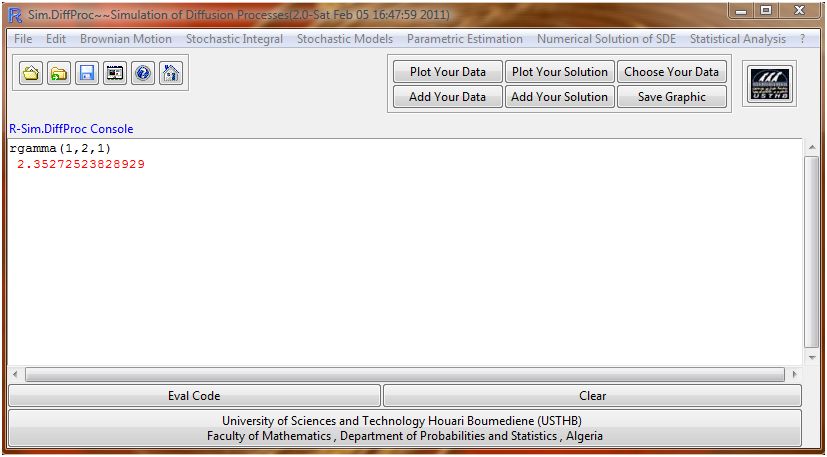 Sim.DiffProc~~Simulation of Diffusion Processes(2.0-Sat Feb 05 16:47:59 2011)
File Edit Brownian Motion Stochastic Integral Stochastic Models Parametric Estimation Numerical Solution of SDE Statistical Analysis ?
Plot Your Data Plot Your Solution Choose Your Data
Add Your Data Add Your Solution Save Graphic
USTHB
R-Sim.DiffProc Console
rgamma(1,2,1)
2.35272523828929
Eval Code Clear
University of Sciences and Technology Houari Boumediene (USTHB)
Faculty of Mathematics , Department of Probabilities and Statistics , Algeria